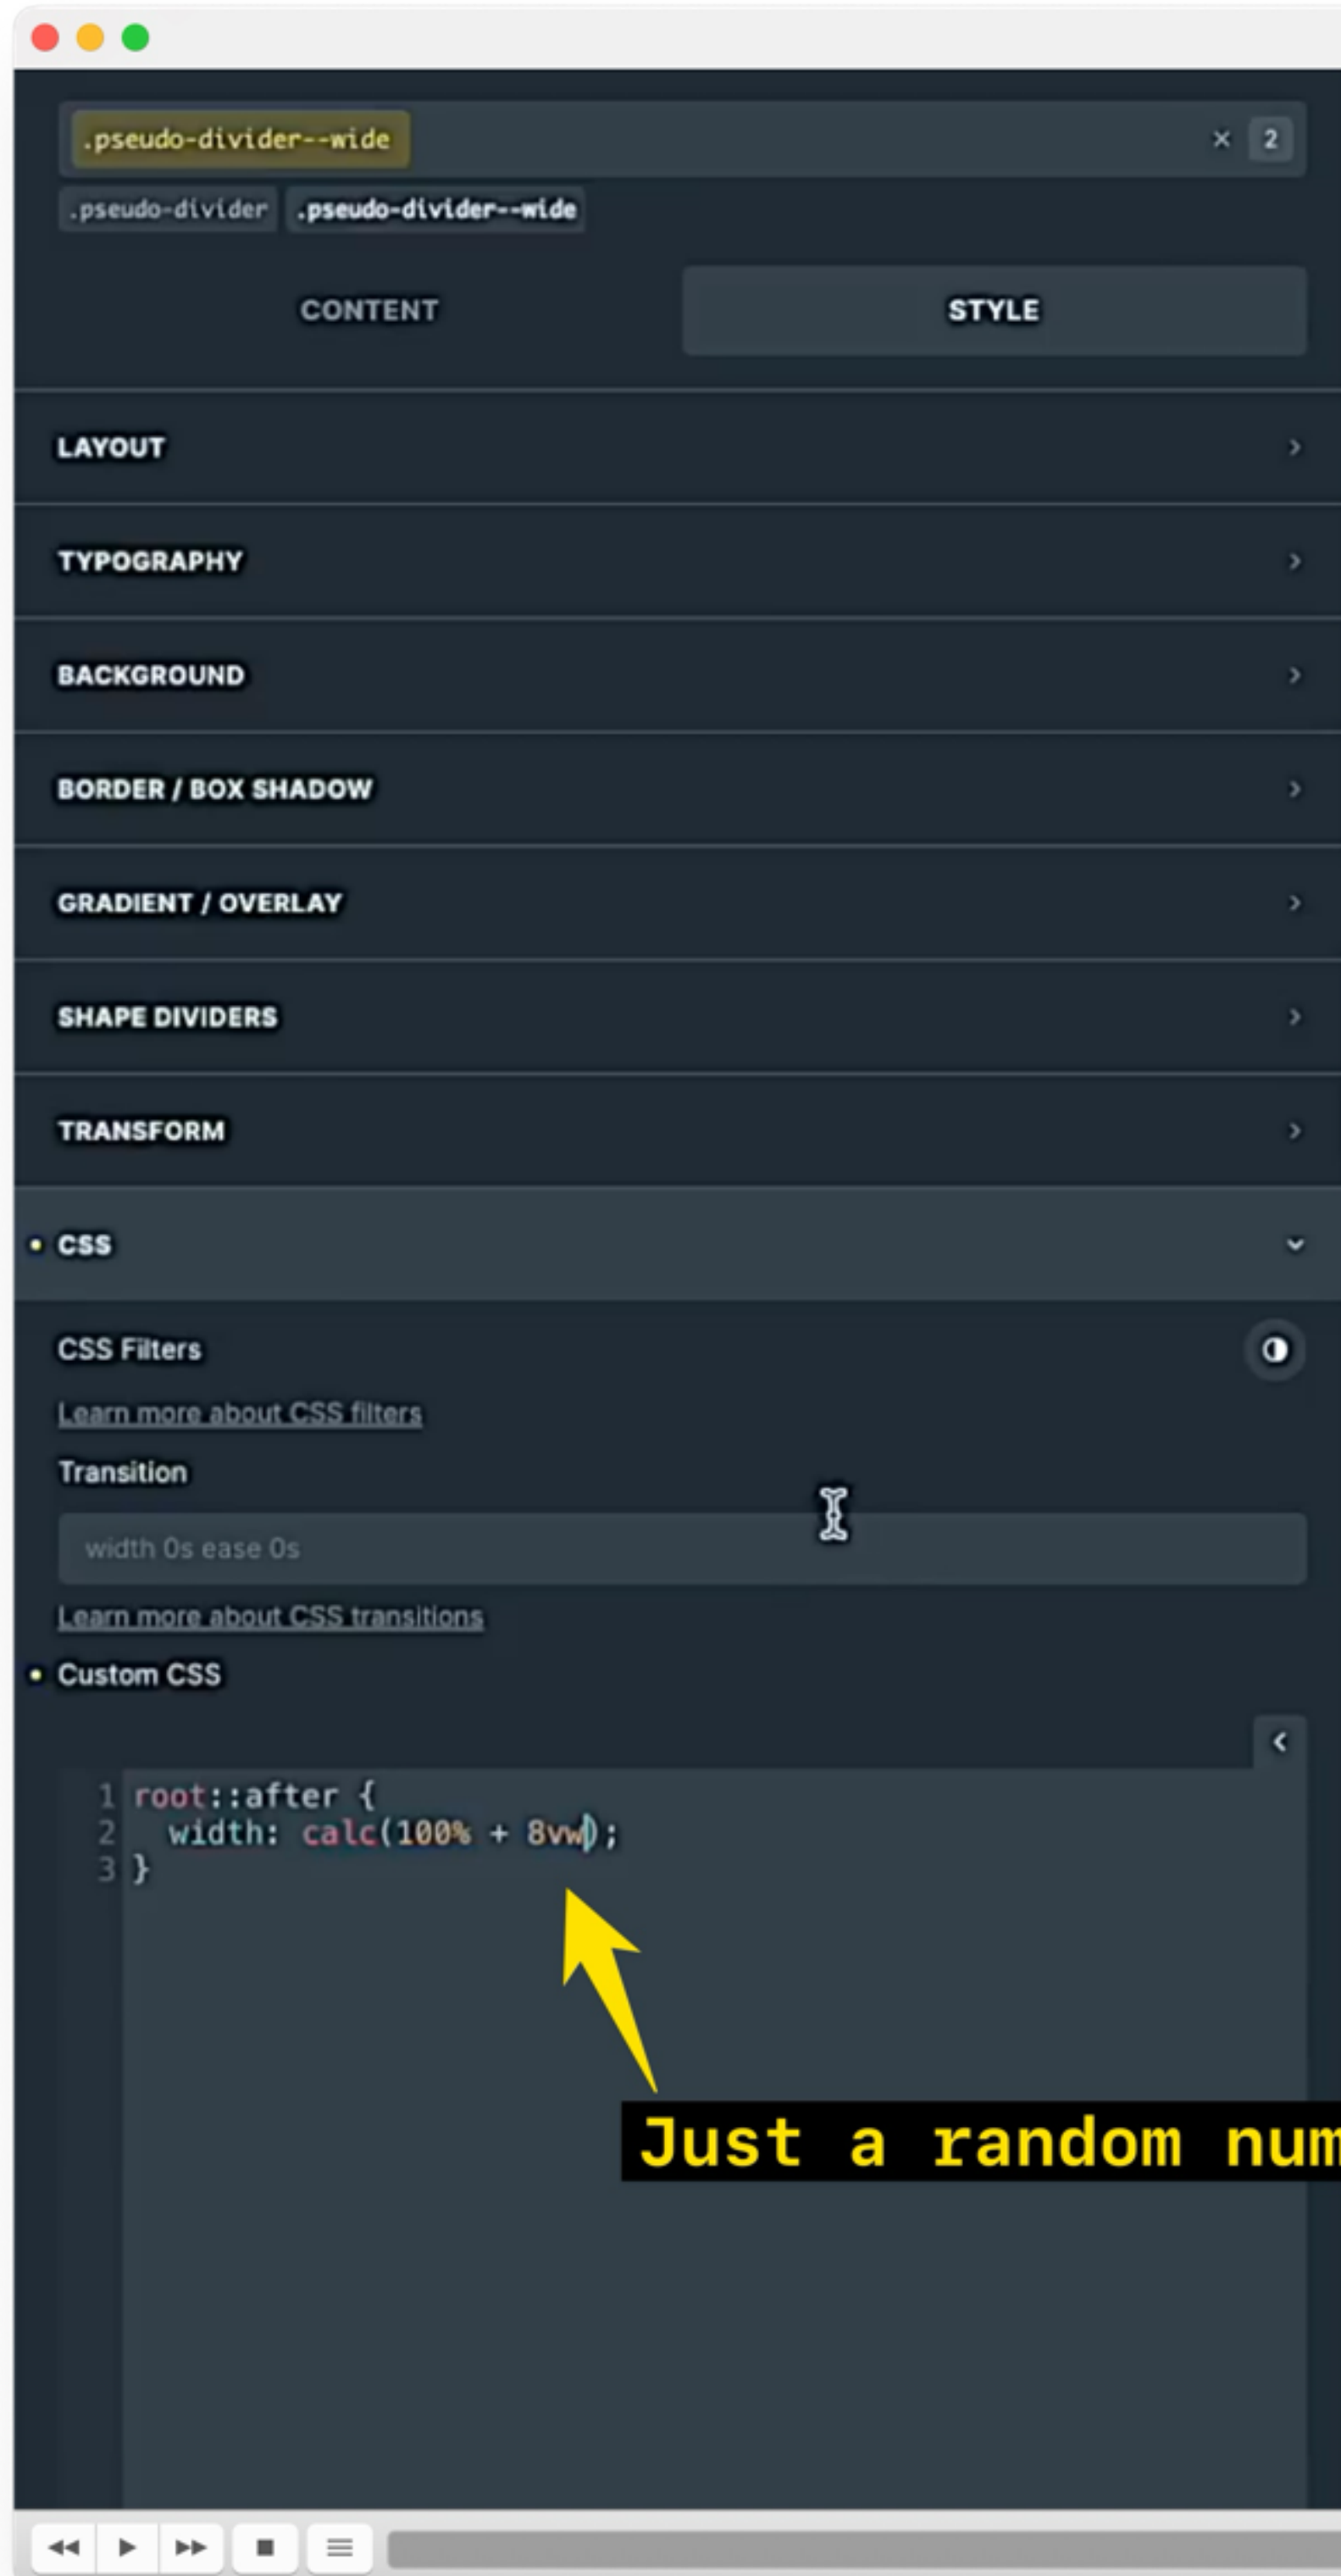 .pseudo-divider--wide × 2
.pseudo-divider .pseudo-divider--wide
CONTENT STYLE
LAYOUT
TYPOGRAPHY
BACKGROUND
BORDER / BOX SHADOW
GRADIENT / OVERLAY
SHAPE DIVIDERS
TRANSFORM
CSS
CSS Filters
Learn more about CSS filters
Transition
width 0s ease 0s
Learn more about CSS transitions
Custom CSS
1 root::after {
2 width: calc(100% + 8vw);
3 }
Just a random num